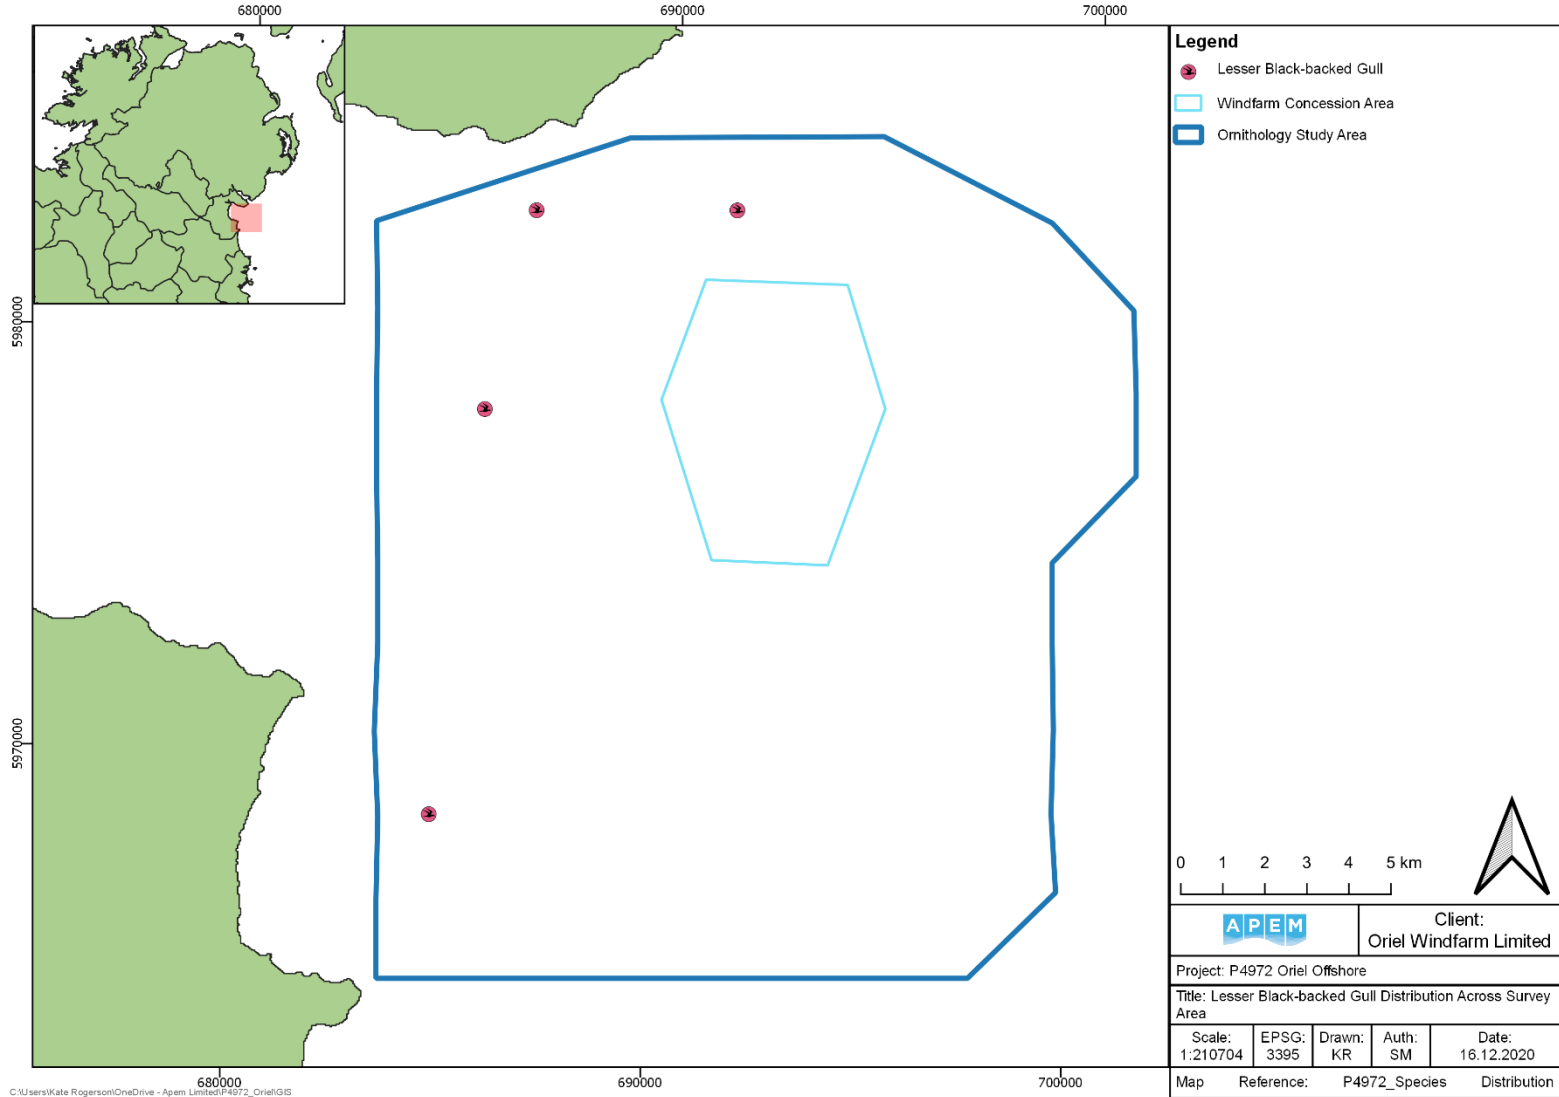 680000
690000
700000
5980000
5970000
680000
690000
700000
Legend
Lesser Black-backed Gull
Windfarm Concession Area
Ornithology Study Area
0 1 2 3 4 5 km
APEM
Client:
Oriel Windfarm Limited
Project: P4972 Oriel Offshore
Title: Lesser Black-backed Gull Distribution Across Survey
Area
Scale:
1:210704
EPSG:
3395
Drawn:
KR
Auth:
SM
Date:
16.12.2020
Map Reference: P4972_Species Distribution
C:\Users\Kate Rogerson\OneDrive - Apem Limited\P4972_Oriel\GIS